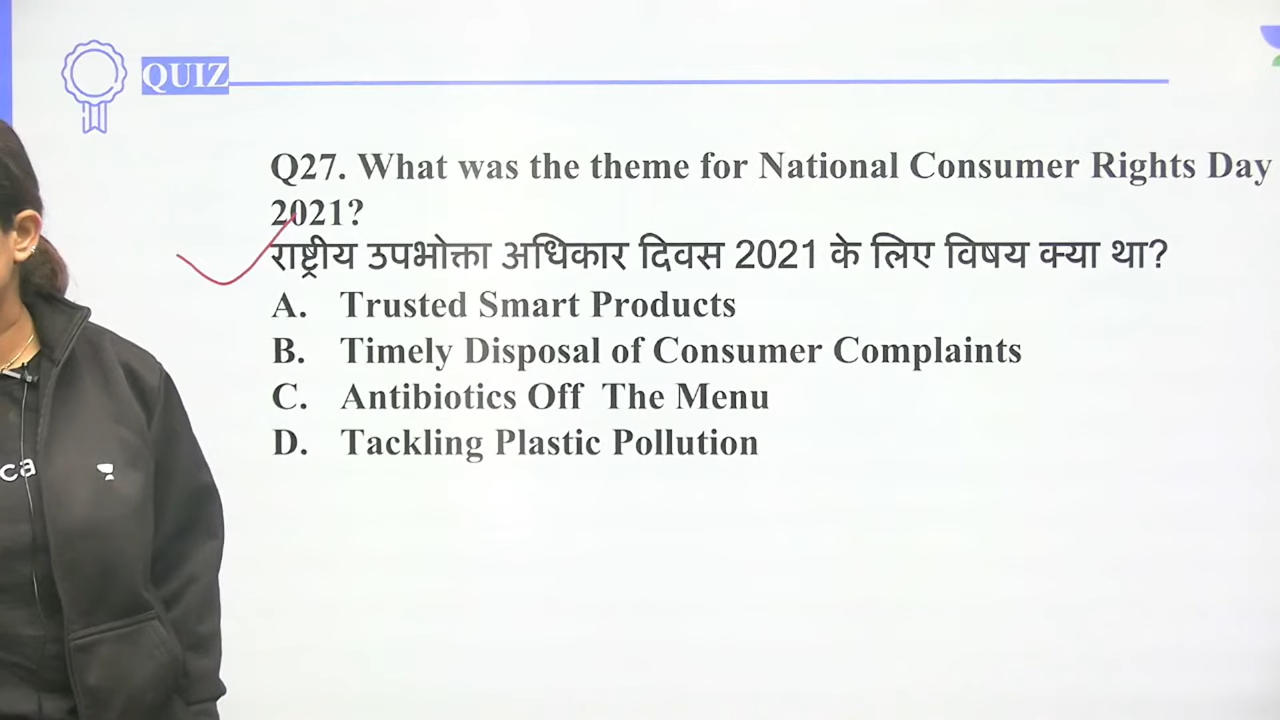 QUIZ
Q27. What was the theme for National Consumer Rights Day
2021?
राष्ट्रीय उपभोक्ता अधिकार दिवस 2021 के लिए विषय क्या था?
A. Trusted Smart Products
B. Timely Disposal of Consumer Complaints
C. Antibiotics Off The Menu
D. Tackling Plastic Pollution
ca